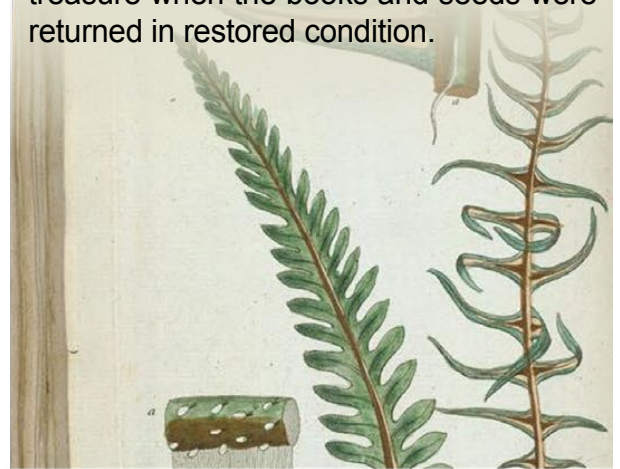 treasure when the books and seeds were
returned in restored condition.
d
a